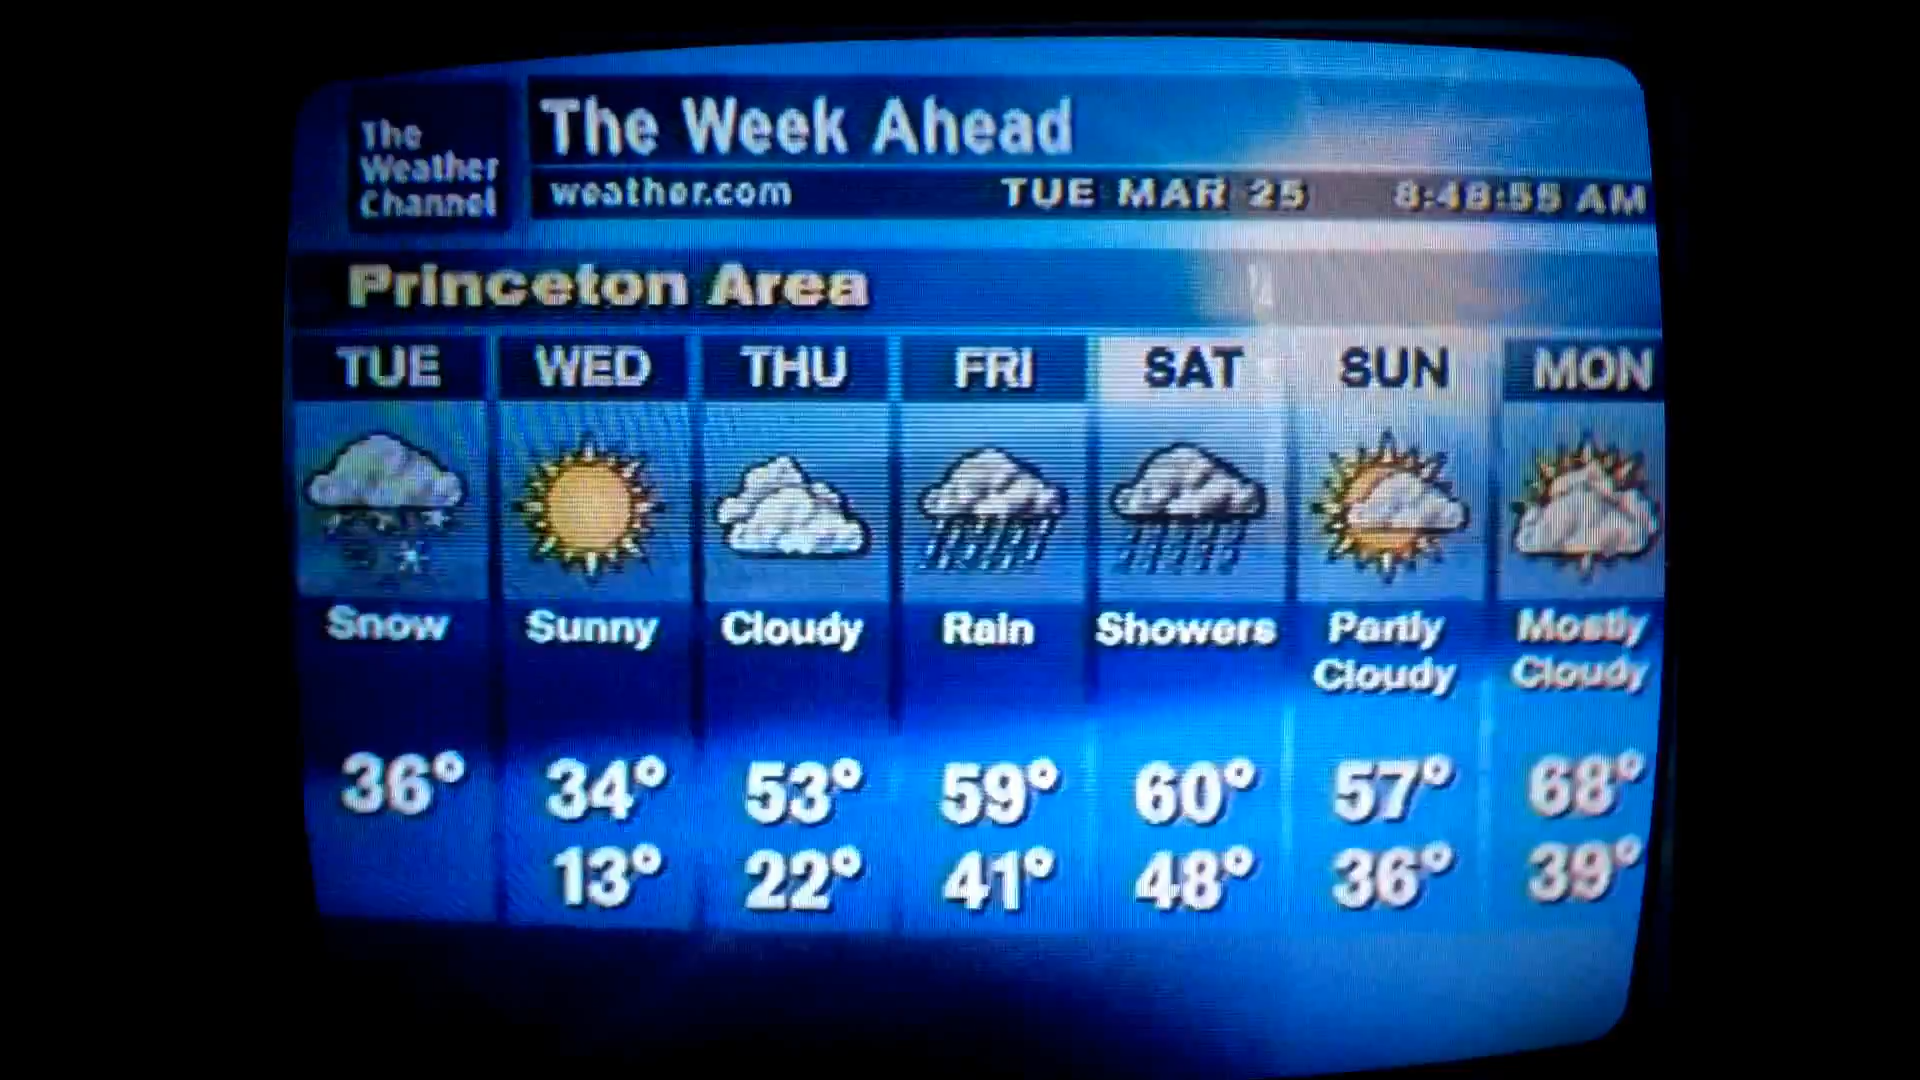 The
Weather
Channel
The Week Ahead
weather.com TUE MAR 25 8:48:55 AM
Princeton Area
TUE WED THU FRI SAT SUN MON
Snow Sunny Cloudy Rain Showers Partly Cloudy Mostly Cloudy
36° 34° 53° 59° 60° 57° 68°
13° 22° 41° 48° 36° 39°